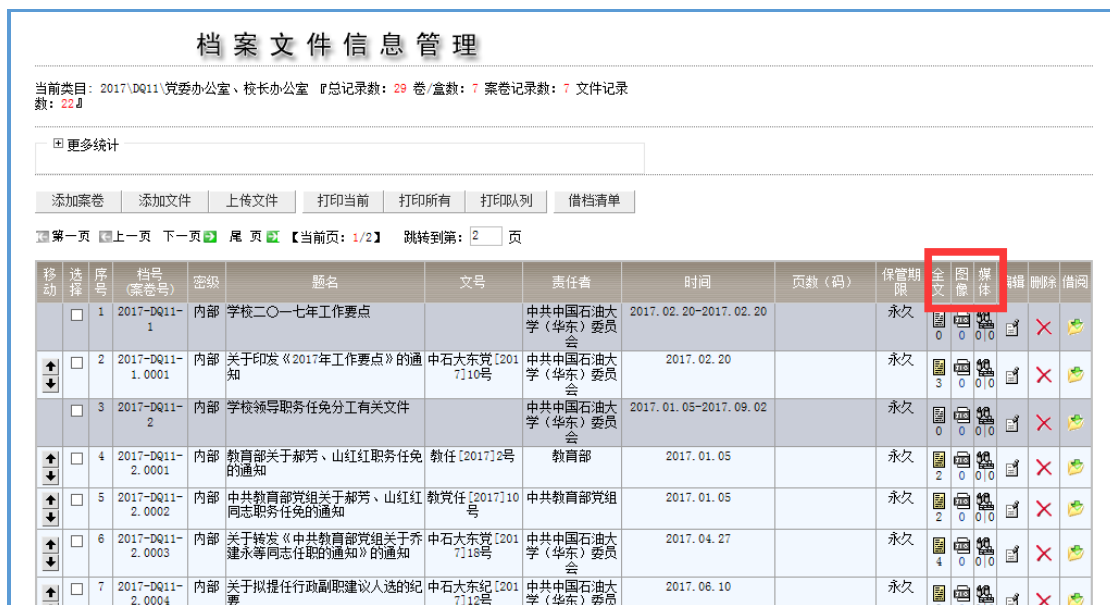 档案文件信息管理
当前类目: 2017\DQ11\党委办公室、校长办公室 『总记录数: 29 卷/盒数: 7 案卷记录数: 7 文件记录
数: 22』
更多统计
添加案卷 添加文件 上传文件 打印当前 打印所有 打印队列 借档清单
第一页 上一页 下一页 尾 页 【当前页: 1/2】 跳转到第: 2 页
移动 选择 序号 档号(案卷号) 密级 题名 文号 责任者 时间 页数(码) 保管期限 全文 图像 媒体 编辑 删除 借阅
1 2017-DQ11-1 内部 学校二〇一七年工作要点 中共中国石油大学(华东)委员会 2017.02.20-2017.02.20 永久 0 0 0|0
2 2017-DQ11-1.0001 内部 关于印发《2017年工作要点》的通知 中石大东党[2017]10号 中共中国石油大学(华东)委员会 2017.02.20 永久 3 0 0|0
3 2017-DQ11-2 内部 学校领导职务任免分工有关文件 中共中国石油大学(华东)委员会 2017.01.05-2017.09.02 永久 0 0 0|0
4 2017-DQ11-2.0001 内部 教育部关于郝芳、山红红职务任免的通知 教任[2017]2号 教育部 2017.01.05 永久 2 0 0|0
5 2017-DQ11-2.0002 内部 中共教育部党组关于郝芳、山红红同志职务任免的通知 教党任[2017]10号 中共教育部党组 2017.01.05 永久 2 0 0|0
6 2017-DQ11-2.0003 内部 关于转发《中共教育部党组关于乔建永等同志任职的通知》的通知 中石大东党[2017]18号 中共中国石油大学(华东)委员会 2017.04.27 永久 4 0 0|0
7 2017-DQ11-2.0004 内部 关于拟提任行政副职建议人选的纪要 中石大东纪[2017]12号 中共中国石油大学(华东)委员 2017.06.10 永久